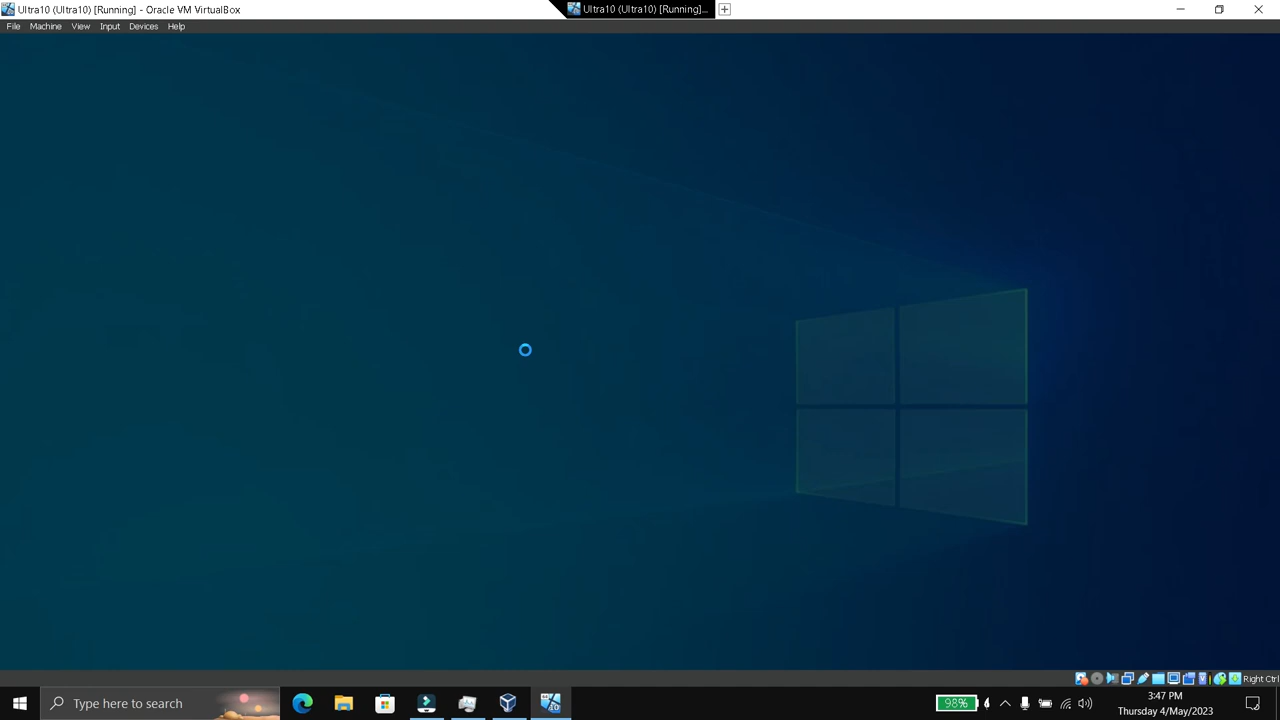 Ultra10 (Ultra10) [Running] - Oracle VM VirtualBox
Ultra10 (Ultra10) [Running]...
File Machine View Input Devices Help
Right Ctrl
Type here to search
98%
3:47 PM
Thursday 4/May/2023